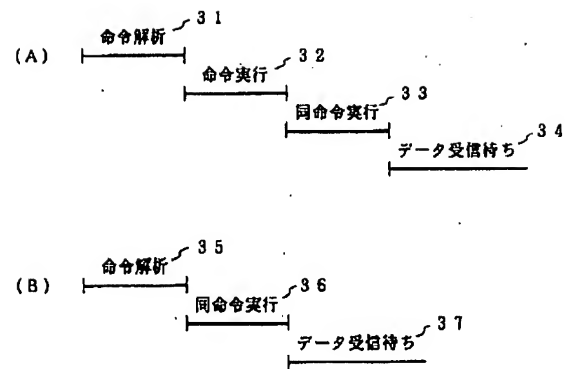 命令解析 31
(A)
命令実行 32
同命令実行 33
データ受信待ち 34
命令解析 35
(B)
同命令実行 36
データ受信待ち 37